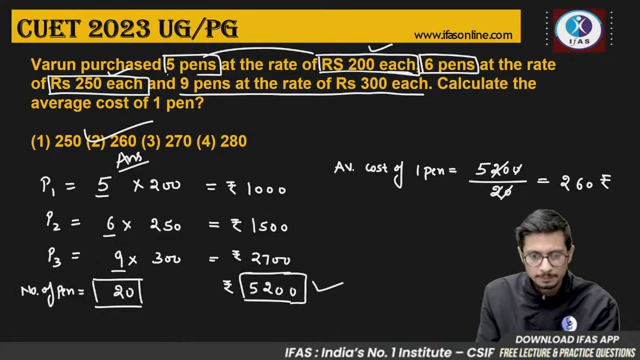 CUET 2023 UG/PG
www.ifasonline.com
IFAS
Varun purchased 5 pens at the rate of RS 200 each, 6 pens at the rate
of Rs 250 each and 9 pens at the rate of Rs 300 each. Calculate the
average cost of 1 pen.
(1) 250 (2) 260 (3) 270 (4) 280
Ans
P1 = 5 × 200 = ₹ 1000
P2 = 6 × 250 = ₹ 1500
P3 = 9 × 300 = ₹ 2700
No. of Pen = 20 ₹ 5200
Av. cost of 1 pen = 5200 / 20 = 260 ₹
DOWNLOAD IFAS APP
IFAS : India's No. 1 Institute – CSIF FREE LECTURE & PRACTICE QUESTIONS